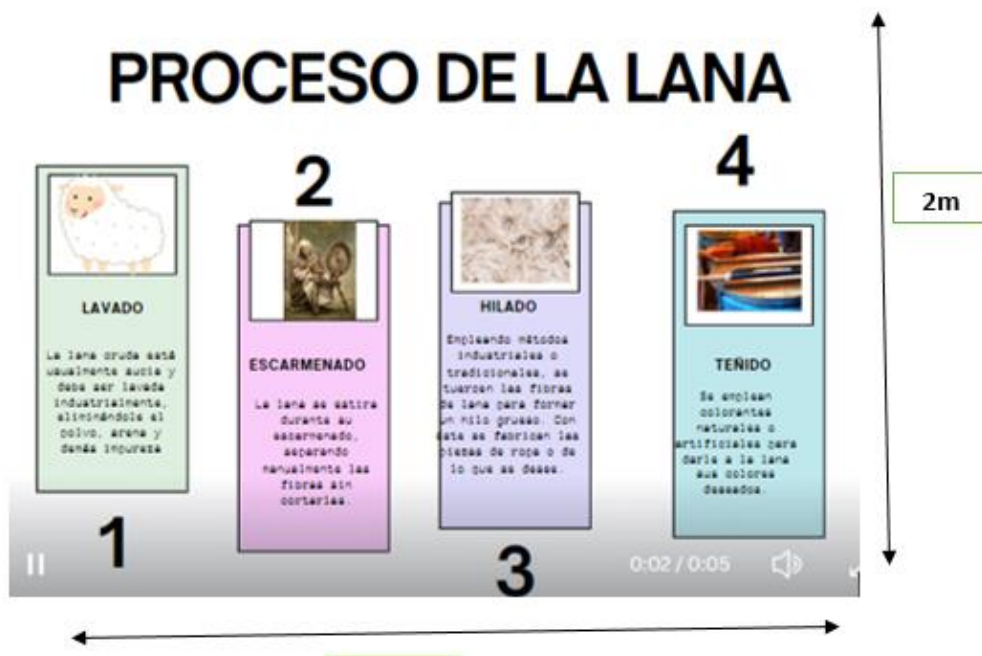 PROCESO DE LA LANA
2
4
2m
LAVADO
La lana cruda está
usualmente sucia y
debe ser lavada
industrialmente,
eliminándole el
polvo, arena y
demás impureza
1
ESCARMENADO
La lana se estira
durante su
escarmenado,
separando
manualmente las
fibras sin
cortarlas.
HILADO
Empleando métodos
industriales o
tradicionales, se
tuercen las fibras
de lana para formar
un hilo grueso. Con
este se fabrican las
piezas de ropa o de
lo que se desee.
3
TEÑIDO
Se emplean
colorantes
naturales o
artificiales para
darle a la lana
sus colores
deseados.
0:02 / 0:05